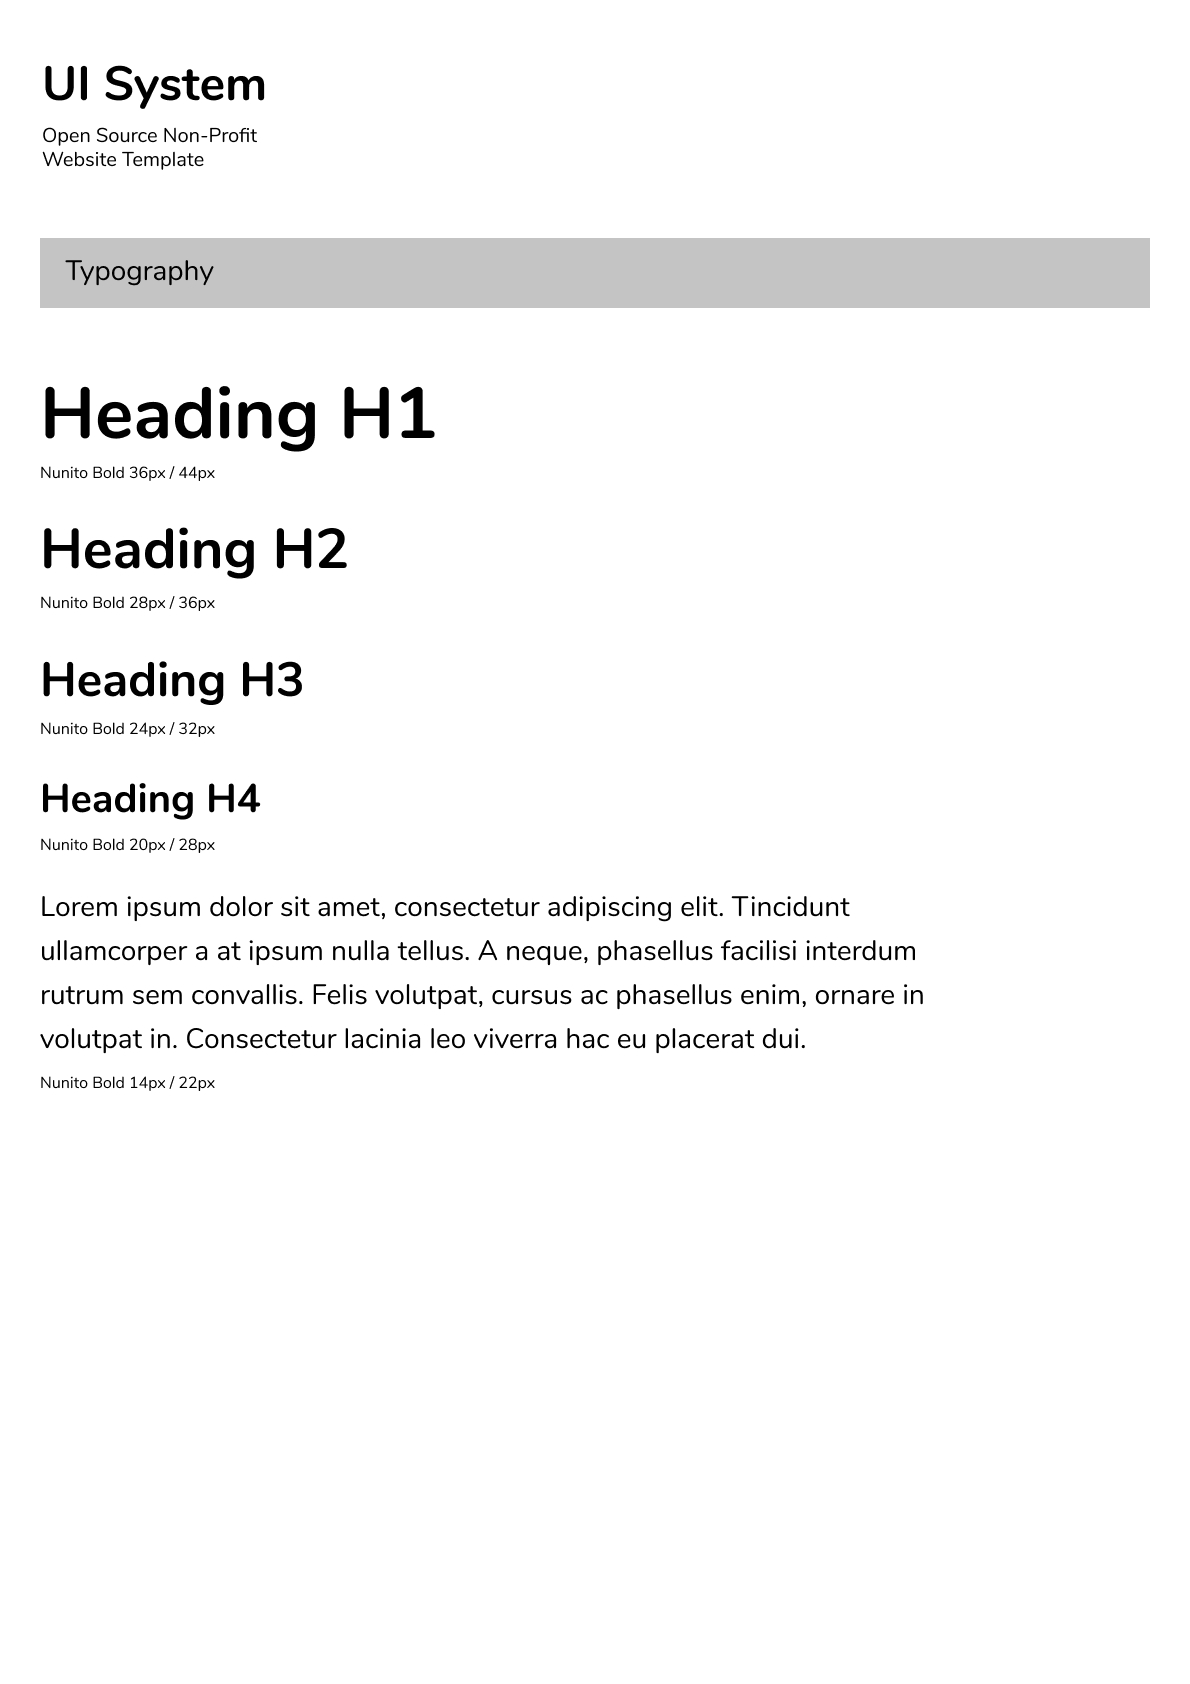 UI System
Open Source Non-Profit
Website Template
Typography
Heading H1
Nunito Bold 36px / 44px
Heading H2
Nunito Bold 28px / 36px
Heading H3
Nunito Bold 24px / 32px
Heading H4
Nunito Bold 20px / 28px
Lorem ipsum dolor sit amet, consectetur adipiscing elit. Tincidunt
ullamcorper a at ipsum nulla tellus. A neque, phasellus facilisi interdum
rutrum sem convallis. Felis volutpat, cursus ac phasellus enim, ornare in
volutpat in. Consectetur lacinia leo viverra hac eu placerat dui.
Nunito Bold 14px / 22px